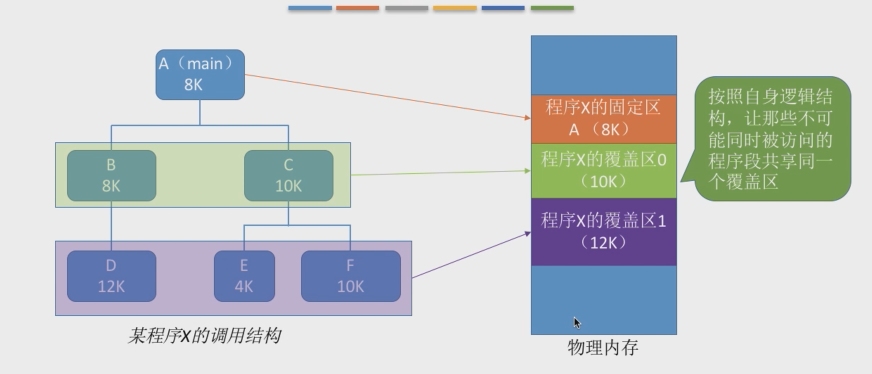 A（main）
8K
B
8K
C
10K
D
12K
E
4K
F
10K
某程序X的调用结构
程序X的固定区
A （8K）
程序X的覆盖区0
（10K）
程序X的覆盖区1
（12K）
物理内存
按照自身逻辑结
构，让那些不可
能同时被访问的
程序段共享同一
个覆盖区